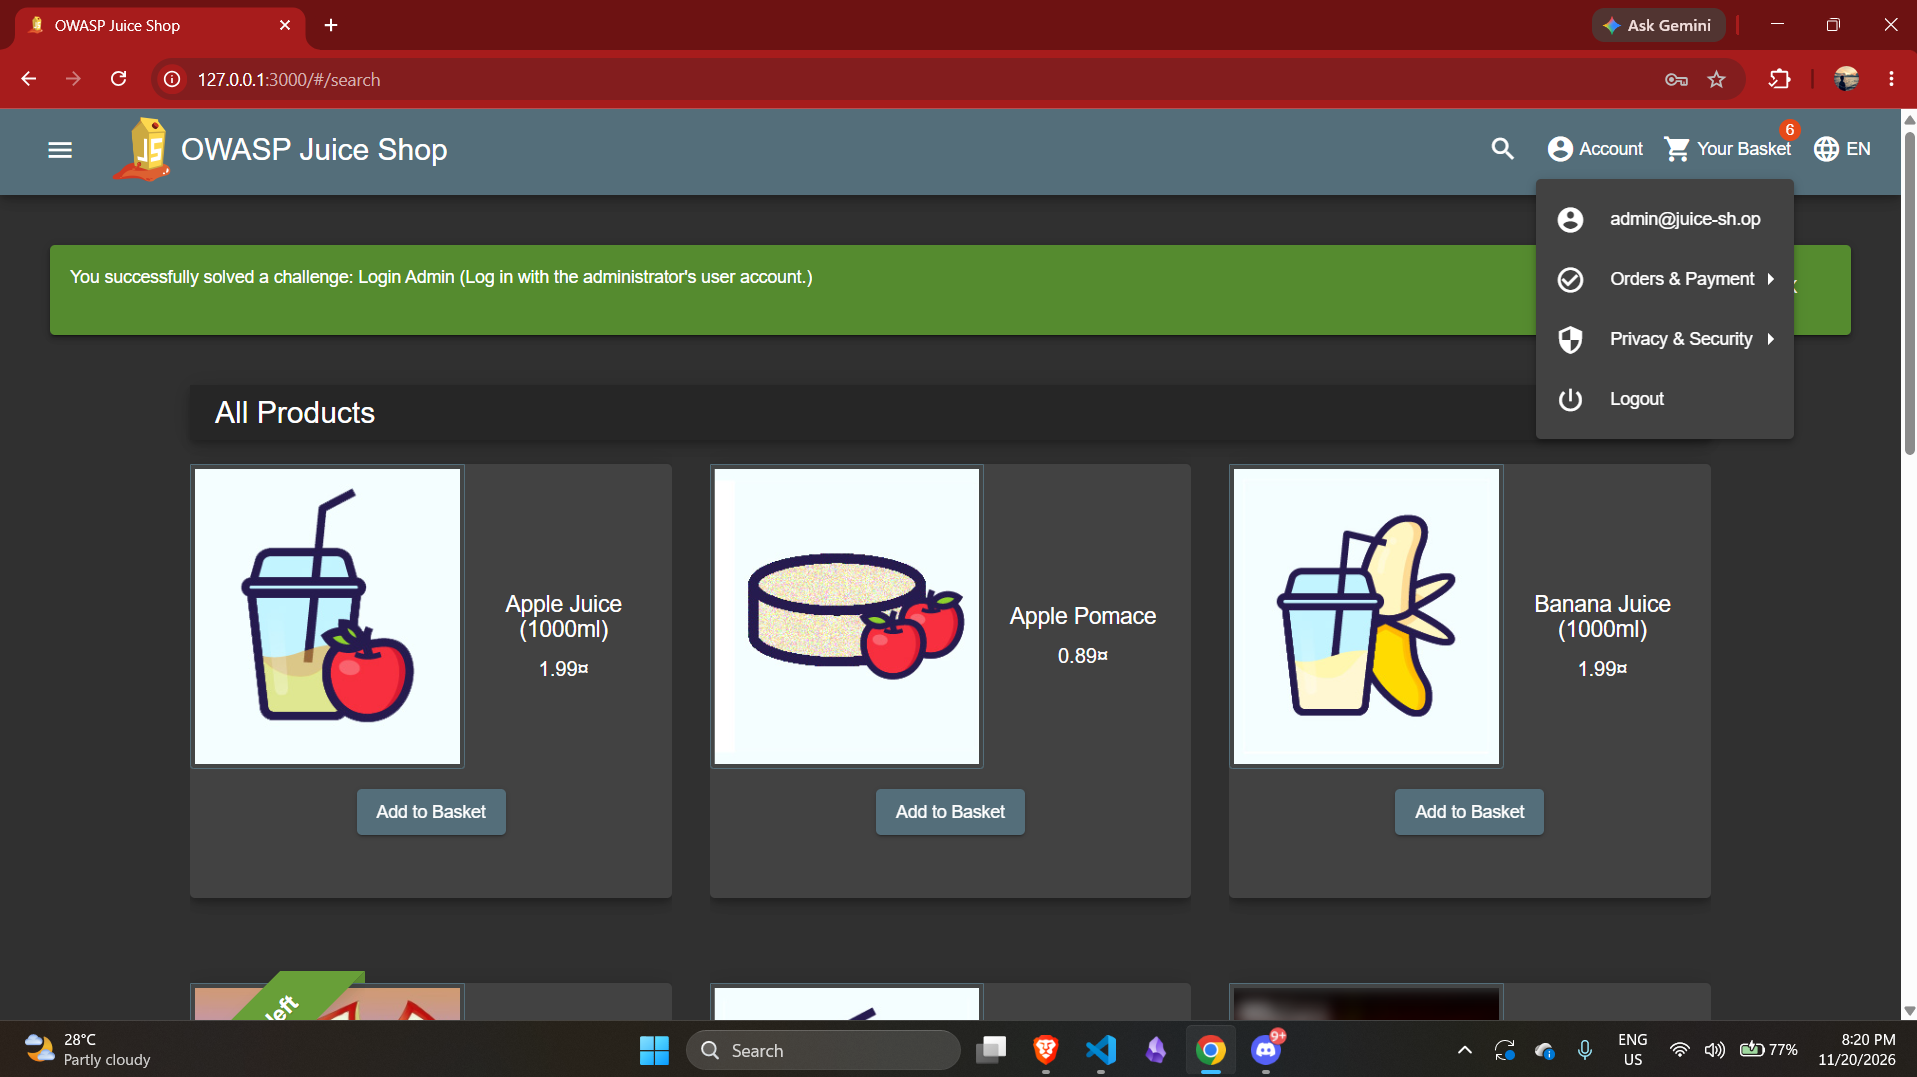 OWASP Juice Shop
Ask Gemini
127.0.0.1:3000/#/search
JS
OWASP Juice Shop
Account
6
Your Basket
EN
admin@juice-sh.op
Orders & Payment
Privacy & Security
Logout
You successfully solved a challenge: Login Admin (Log in with the administrator's user account.)
X
All Products
Apple Juice
(1000ml)
1.99¤
Add to Basket
Apple Pomace
0.89¤
Add to Basket
Banana Juice
(1000ml)
1.99¤
Add to Basket
left
28°C
Partly cloudy
Search
9+
ENG
US
77%
8:20 PM
11/20/2026